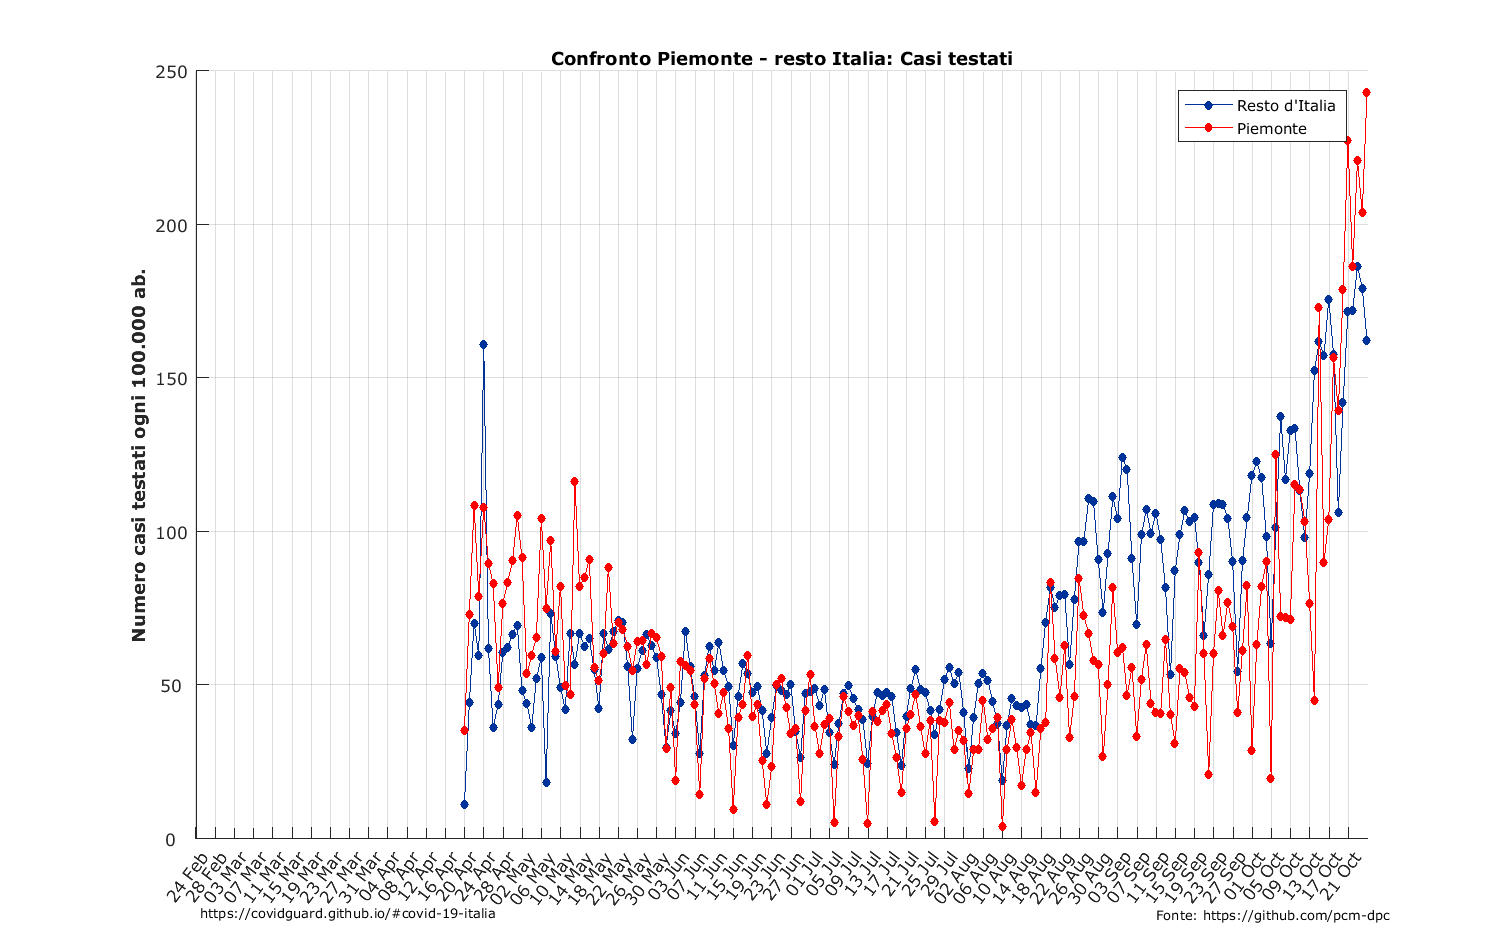 Confronto Piemonte - resto Italia: Casi testati
Resto d'Italia
Piemonte
Numero casi testati ogni 100.000 ab.
250
200
150
100
50
0
24 Feb
28 Feb
03 Mar
07 Mar
11 Mar
15 Mar
19 Mar
23 Mar
27 Mar
31 Mar
04 Apr
08 Apr
12 Apr
16 Apr
20 Apr
24 Apr
28 Apr
02 May
06 May
10 May
14 May
18 May
22 May
26 May
30 May
03 Jun
07 Jun
11 Jun
15 Jun
19 Jun
23 Jun
27 Jun
01 Jul
05 Jul
09 Jul
13 Jul
17 Jul
21 Jul
25 Jul
29 Jul
02 Aug
06 Aug
10 Aug
14 Aug
18 Aug
22 Aug
26 Aug
30 Aug
03 Sep
07 Sep
11 Sep
15 Sep
19 Sep
23 Sep
27 Sep
01 Oct
05 Oct
09 Oct
13 Oct
17 Oct
21 Oct
https://covidguard.github.io/#covid-19-italia
Fonte: https://github.com/pcm-dpc